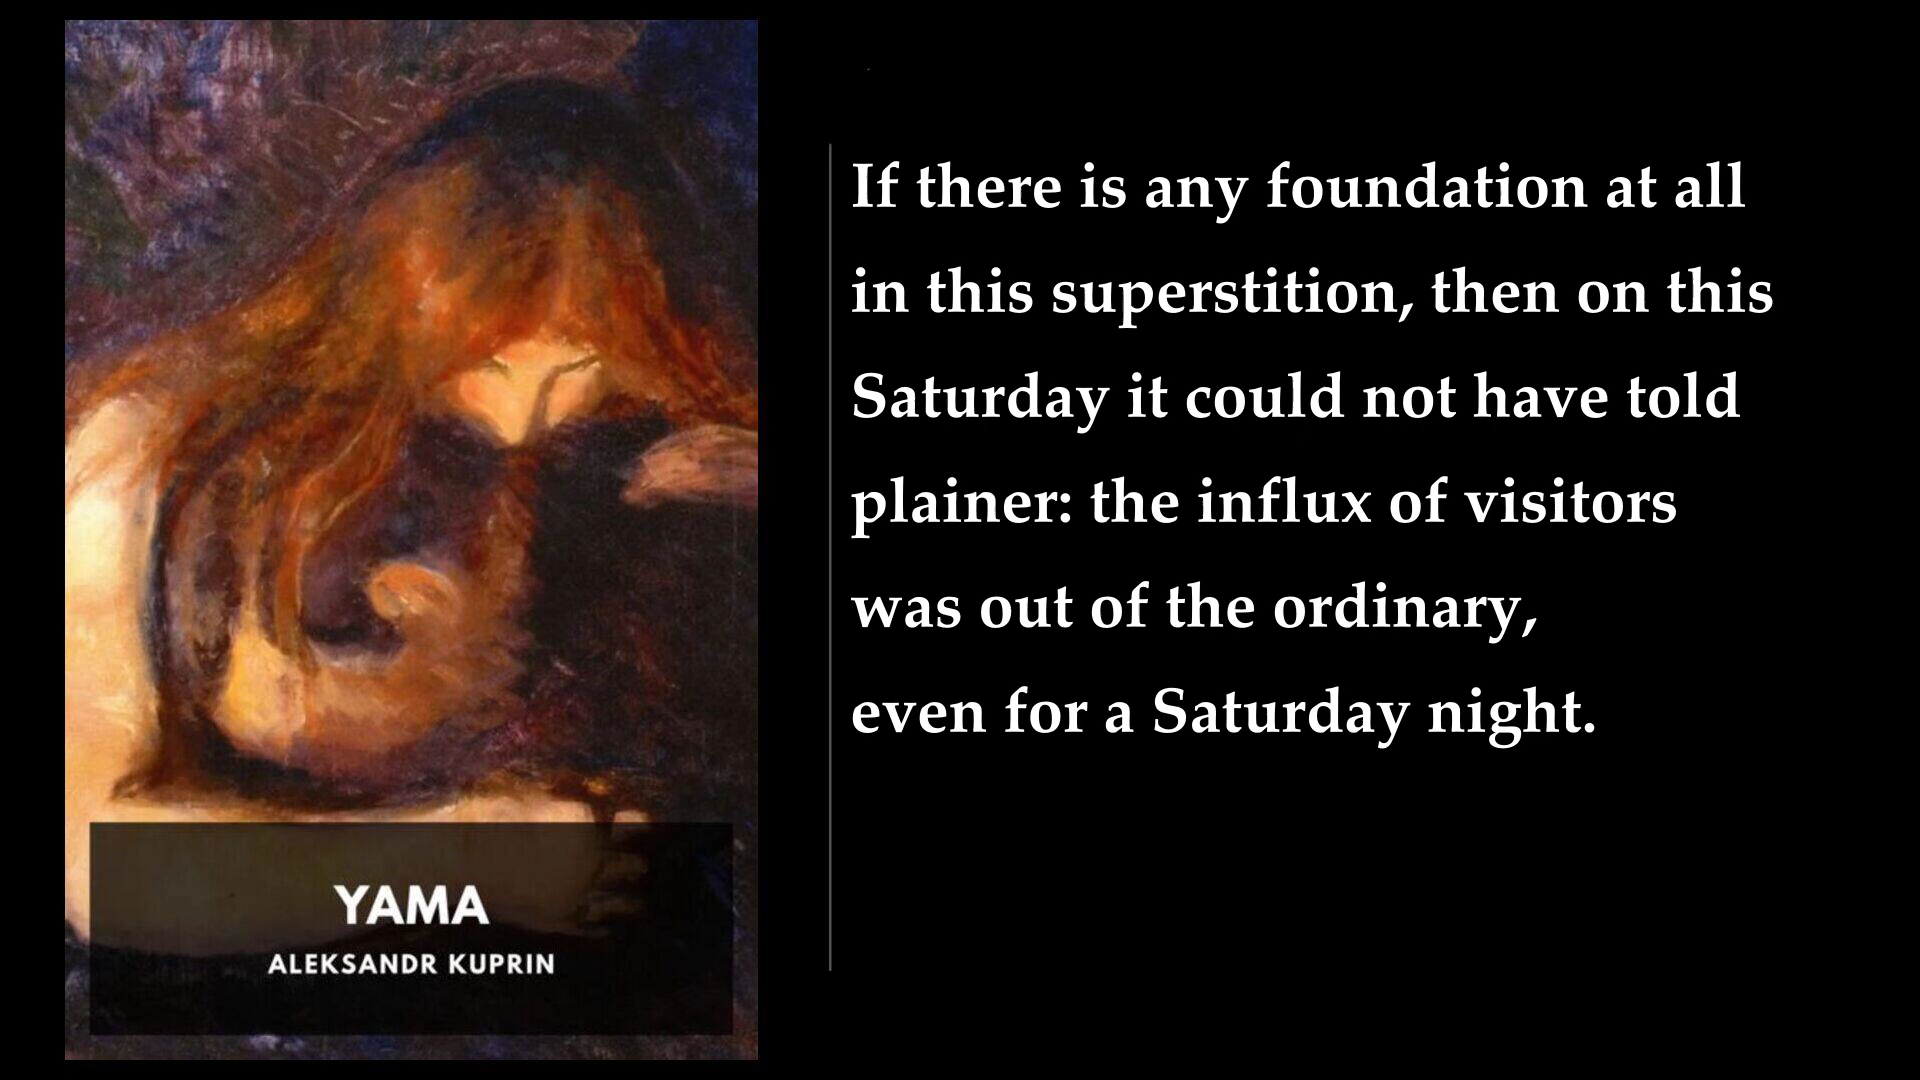 If there is any foundation at all
in this superstition, then on this
Saturday it could not have told
plainer: the influx of visitors
was out of the ordinary,
even for a Saturday night.
YAMA
ALEKSANDR KUPRIN